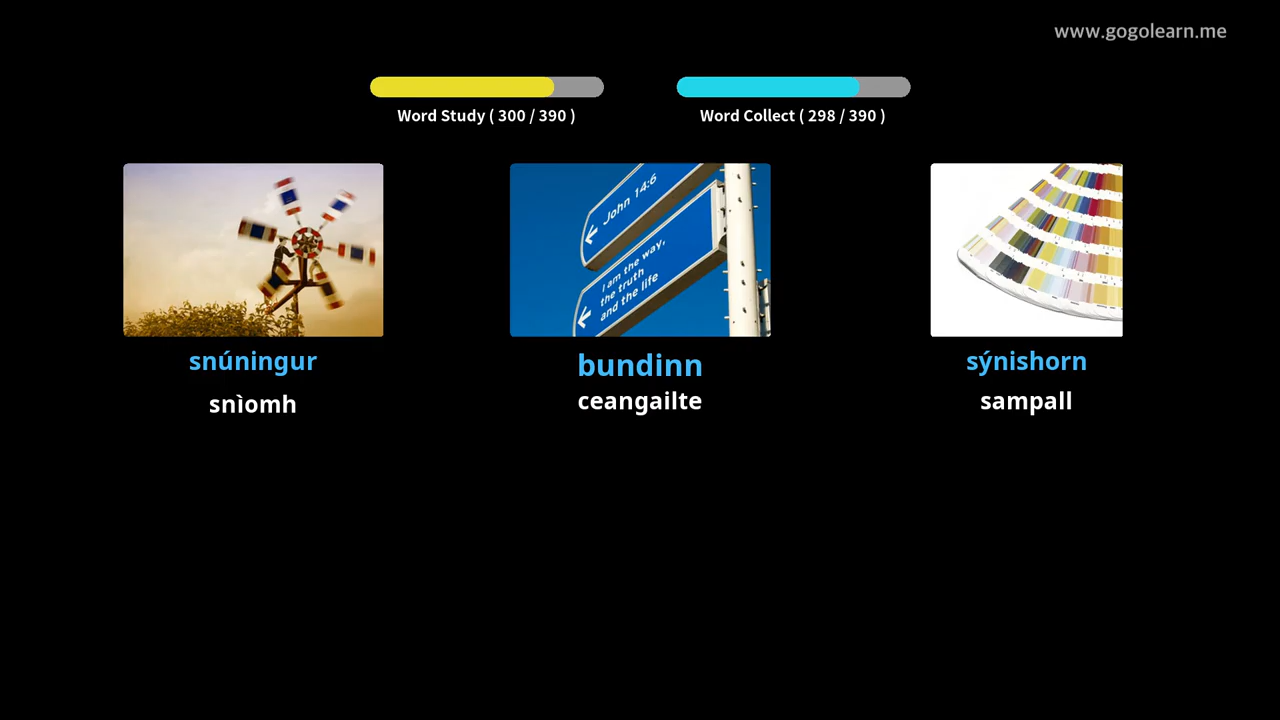 www.gogolearn.me
Word Study ( 300 / 390 )
Word Collect ( 298 / 390 )
John 14:6
I am the way,
the truth
and the life
snúningur
snìomh
bundinn
ceangailte
sýnishorn
sampall